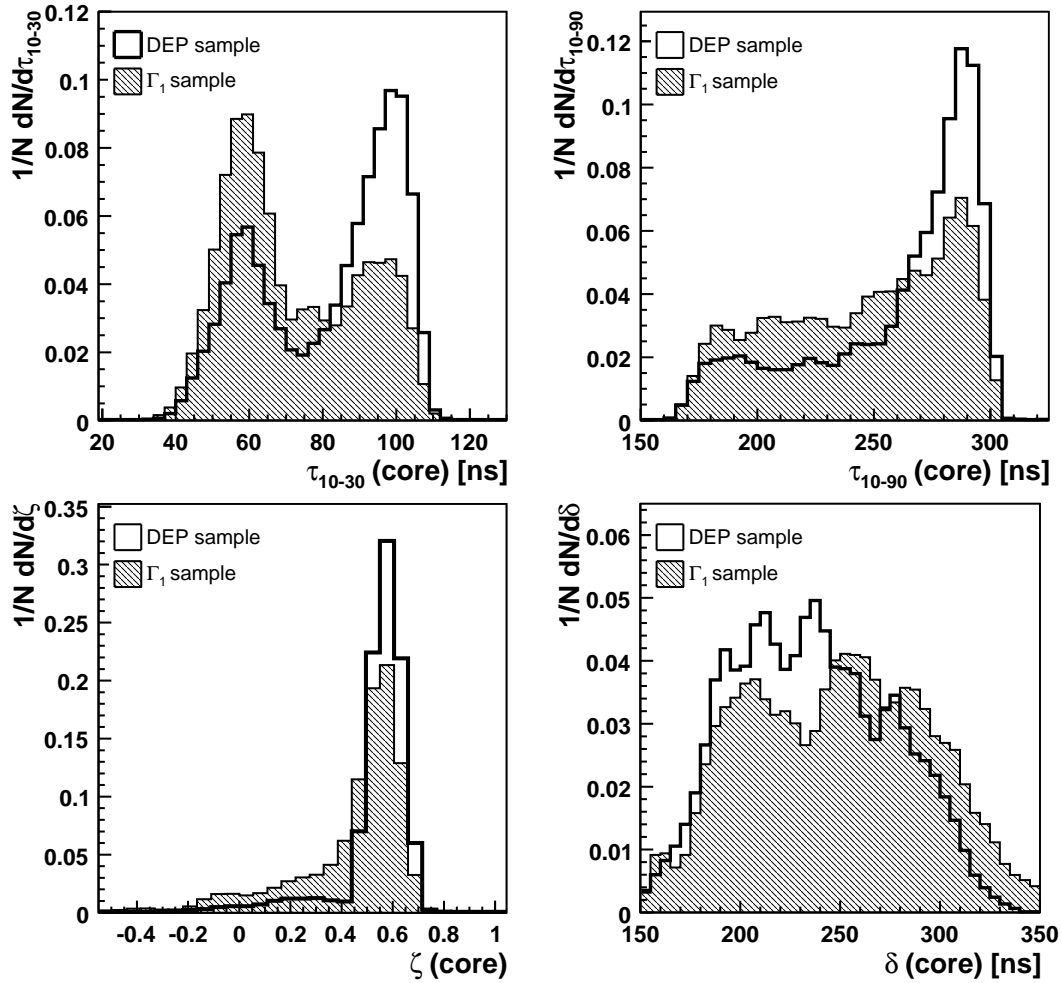 1/N dN/dτ10-30
0.12
0.1
0.08
0.06
0.04
0.02
0
DEP sample
Γ1 sample
20 40 60 80 100 120
τ10-30 (core) [ns]
1/N dN/dτ10-90
0.12
0.1
0.08
0.06
0.04
0.02
0
DEP sample
Γ1 sample
150 200 250 300
τ10-90 (core) [ns]
1/N dN/dζ
0.35
0.3
0.25
0.2
0.15
0.1
0.05
0
DEP sample
Γ1 sample
-0.4 -0.2 0 0.2 0.4 0.6 0.8 1
ζ (core)
1/N dN/dδ
0.06
0.05
0.04
0.03
0.02
0.01
0
DEP sample
Γ1 sample
150 200 250 300 350
δ (core) [ns]